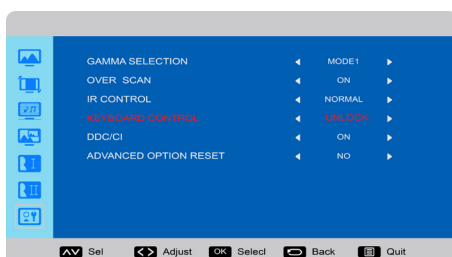 GAMMA SELECTION MODE1
OVER SCAN ON
IR CONTROL NORMAL
KEYBOARD CONTROL UNLOCK
DDC/CI ON
ADVANCED OPTION RESET NO
Sel Adjust OK Selecl Back Quit